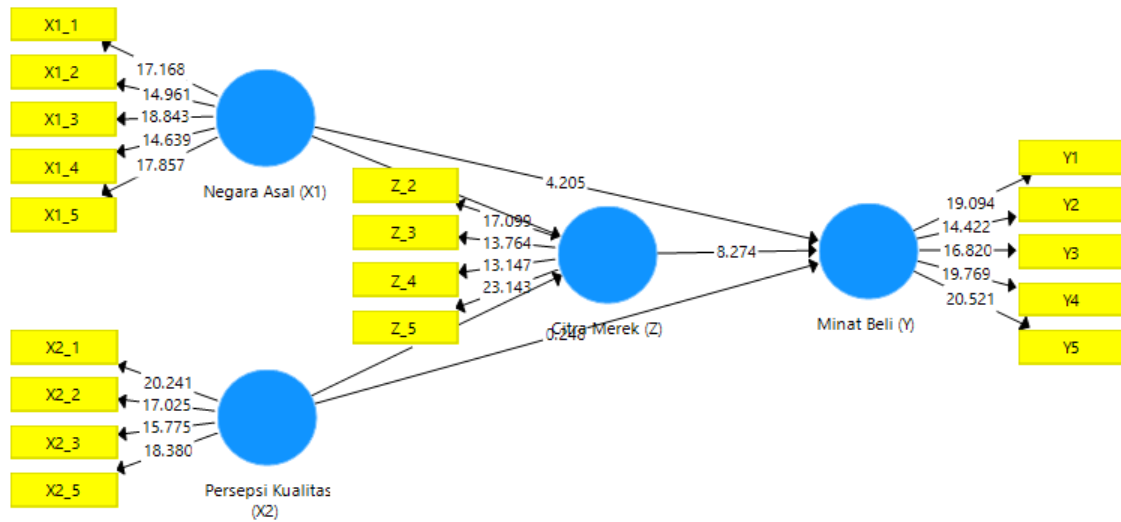 X1_1
X1_2
X1_3
X1_4
X1_5
17.168
14.961
18.843
14.639
17.857
Negara Asal (X1)
Z_2
Z_3
Z_4
Z_5
17.099
13.764
13.147
23.143
Citra Merek (Z)
4.205
8.274
Minat Beli (Y)
19.094
14.422
16.820
19.769
20.521
Y1
Y2
Y3
Y4
Y5
X2_1
X2_2
X2_3
X2_5
20.241
17.025
15.775
18.380
Persepsi Kualitas
(X2)